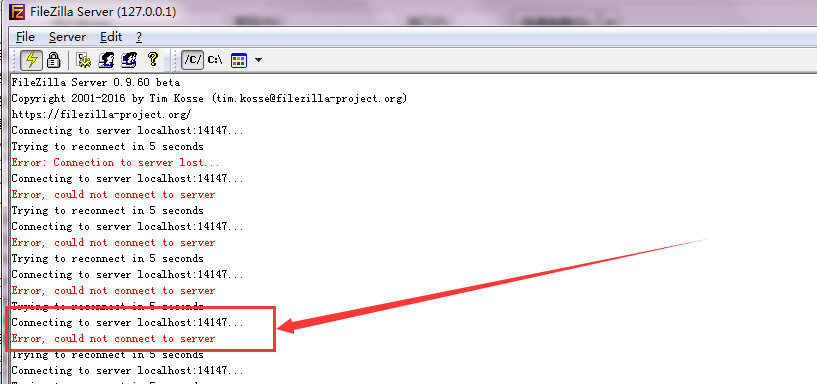 FileZilla Server (127.0.0.1)
File Server Edit ?
/C/ C:\
FileZilla Server 0.9.60 beta
Copyright 2001-2016 by Tim Kosse (tim.kosse@filezilla-project.org)
https://filezilla-project.org/
Connecting to server localhost:14147...
Trying to reconnect in 5 seconds
Error: Connection to server lost...
Connecting to server localhost:14147...
Error, could not connect to server
Trying to reconnect in 5 seconds
Connecting to server localhost:14147...
Error, could not connect to server
Trying to reconnect in 5 seconds
Connecting to server localhost:14147...
Error, could not connect to server
Trying to reconnect in 5 seconds
Connecting to server localhost:14147...
Error, could not connect to server
Trying to reconnect in 5 seconds
Connecting to server localhost:14147...